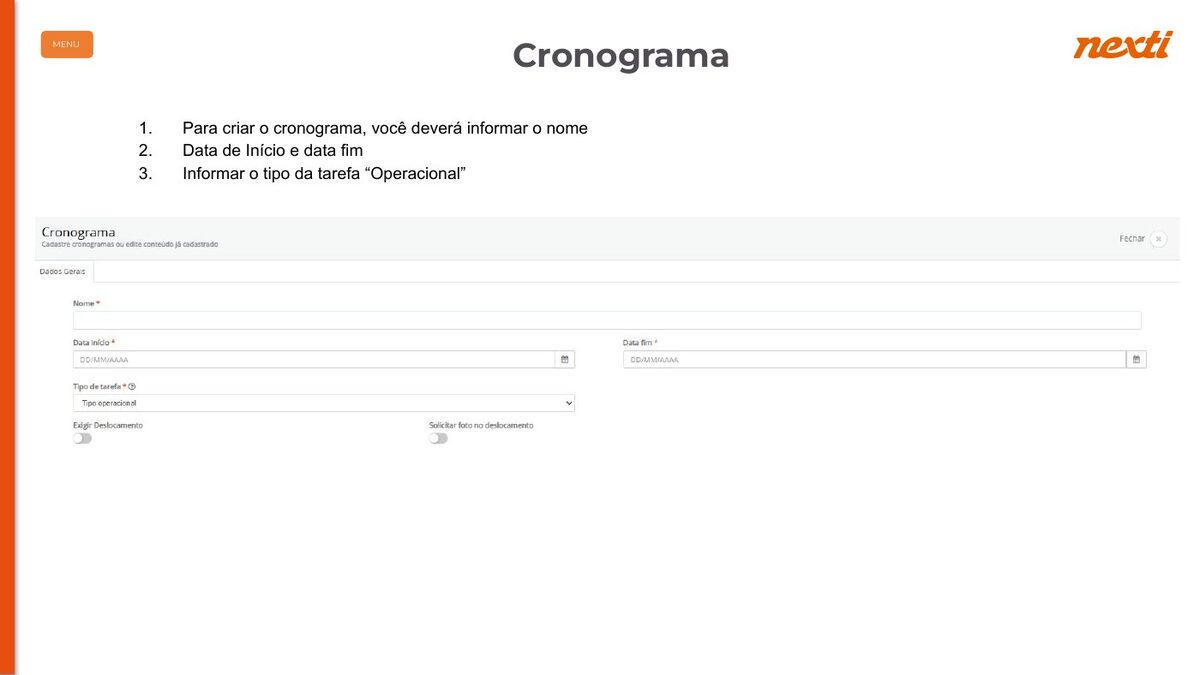 MENU
Cronograma
nexti
1. Para criar o cronograma, você deverá informar o nome
2. Data de Início e data fim
3. Informar o tipo da tarefa “Operacional”
Cronograma
Cadastre cronogramas ou edite conteúdo já cadastrado
Fechar ×
Dados Gerais
Nome *
Data Início * Data fim *
DD/MM/AAAA DD/MM/AAAA
Tipo de tarefa * ?
Tipo operacional
Exigir Deslocamento Solicitar foto no deslocamento